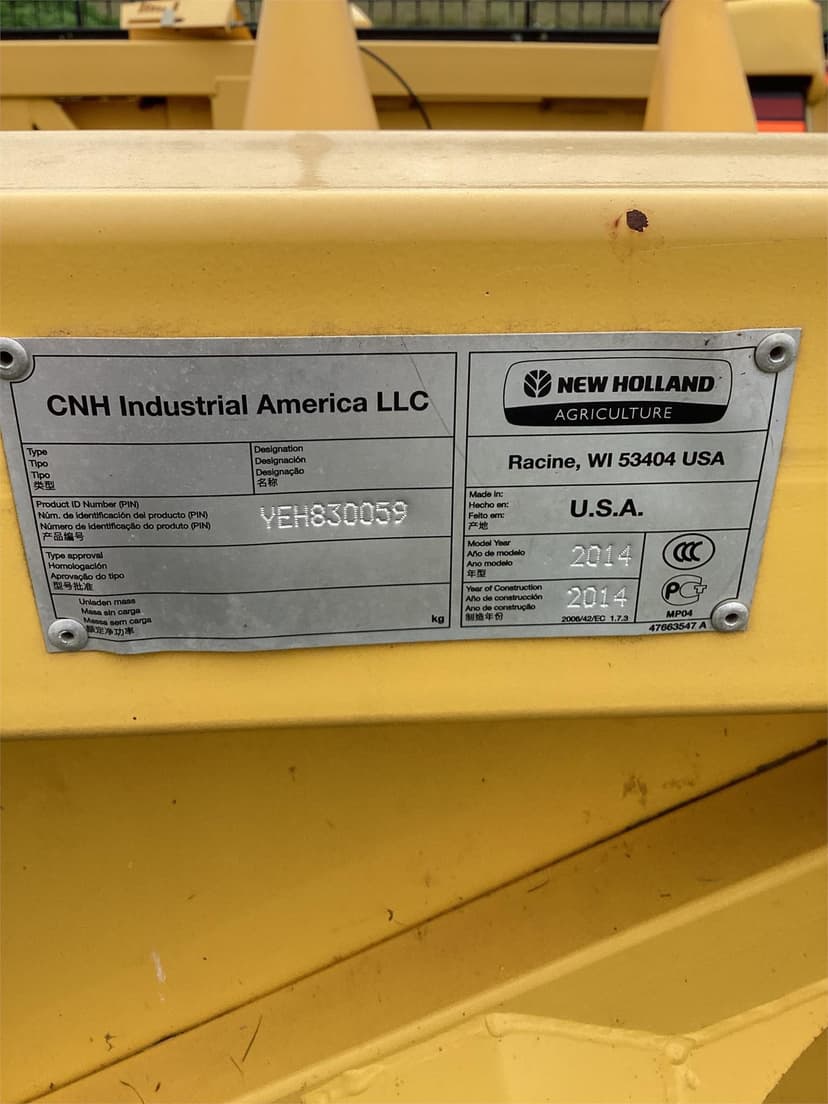 CNH Industrial America LLC
Type
Tipo
Tipo
类型
Designation
Designación
Designação
名称
Product ID Number (PIN)
Núm. de identificación del producto (PIN)
Número de identificação do produto (PIN)
产品编号
YEH830059
Type approval
Homologación
Aprovação do tipo
型号批准
Unladen mass
Masa sin carga
Massa sem carga
额定净功率
kg
NEW HOLLAND
AGRICULTURE
Racine, WI 53404 USA
Made in:
Hecho en:
Feito em:
产地
U.S.A.
Model Year
Año de modelo
Ano modelo
年型
2014
Year of Construction
Año de construcción
Ano de construção
制造年份
2014
2006/42/EC 1.7.3
CCC
PCT
MP04
47663547 A